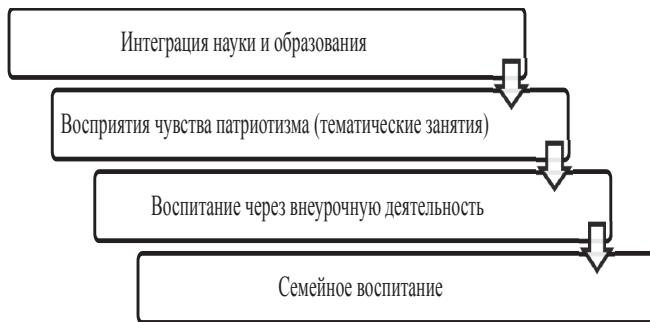 Интеграция науки и образования
Восприятия чувства патриотизма (тематические занятия)
Воспитание через внеурочную деятельность
Семейное воспитание